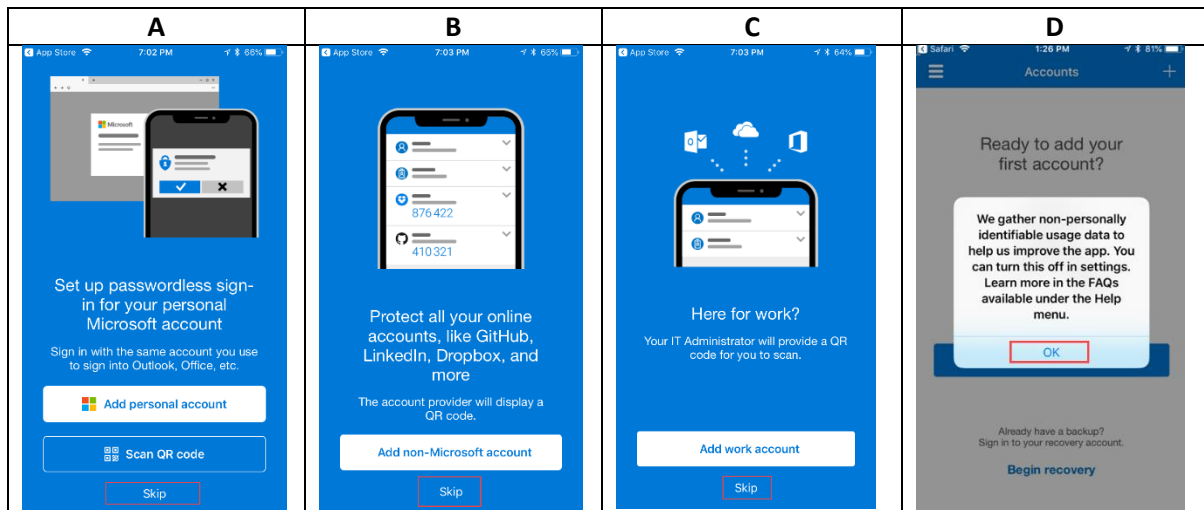 A
B
C
D
App Store 7:02 PM 66%
Microsoft
Set up passwordless sign-
in for your personal
Microsoft account
Sign in with the same account you use
to sign into Outlook, Office, etc.
Add personal account
Scan QR code
Skip
App Store 7:03 PM 65%
876 422
410 321
Protect all your online
accounts, like GitHub,
LinkedIn, Dropbox, and
more
The account provider will display a
QR code.
Add non-Microsoft account
Skip
App Store 7:03 PM 64%
Here for work?
Your IT Administrator will provide a QR
code for you to scan.
Add work account
Skip
Safari 1:26 PM 81%
Accounts
Ready to add your
first account?
We gather non-personally
identifiable usage data to
help us improve the app. You
can turn this off in settings.
Learn more in the FAQs
available under the Help
menu.
OK
Already have a backup?
Sign in to your recovery account.
Begin recovery